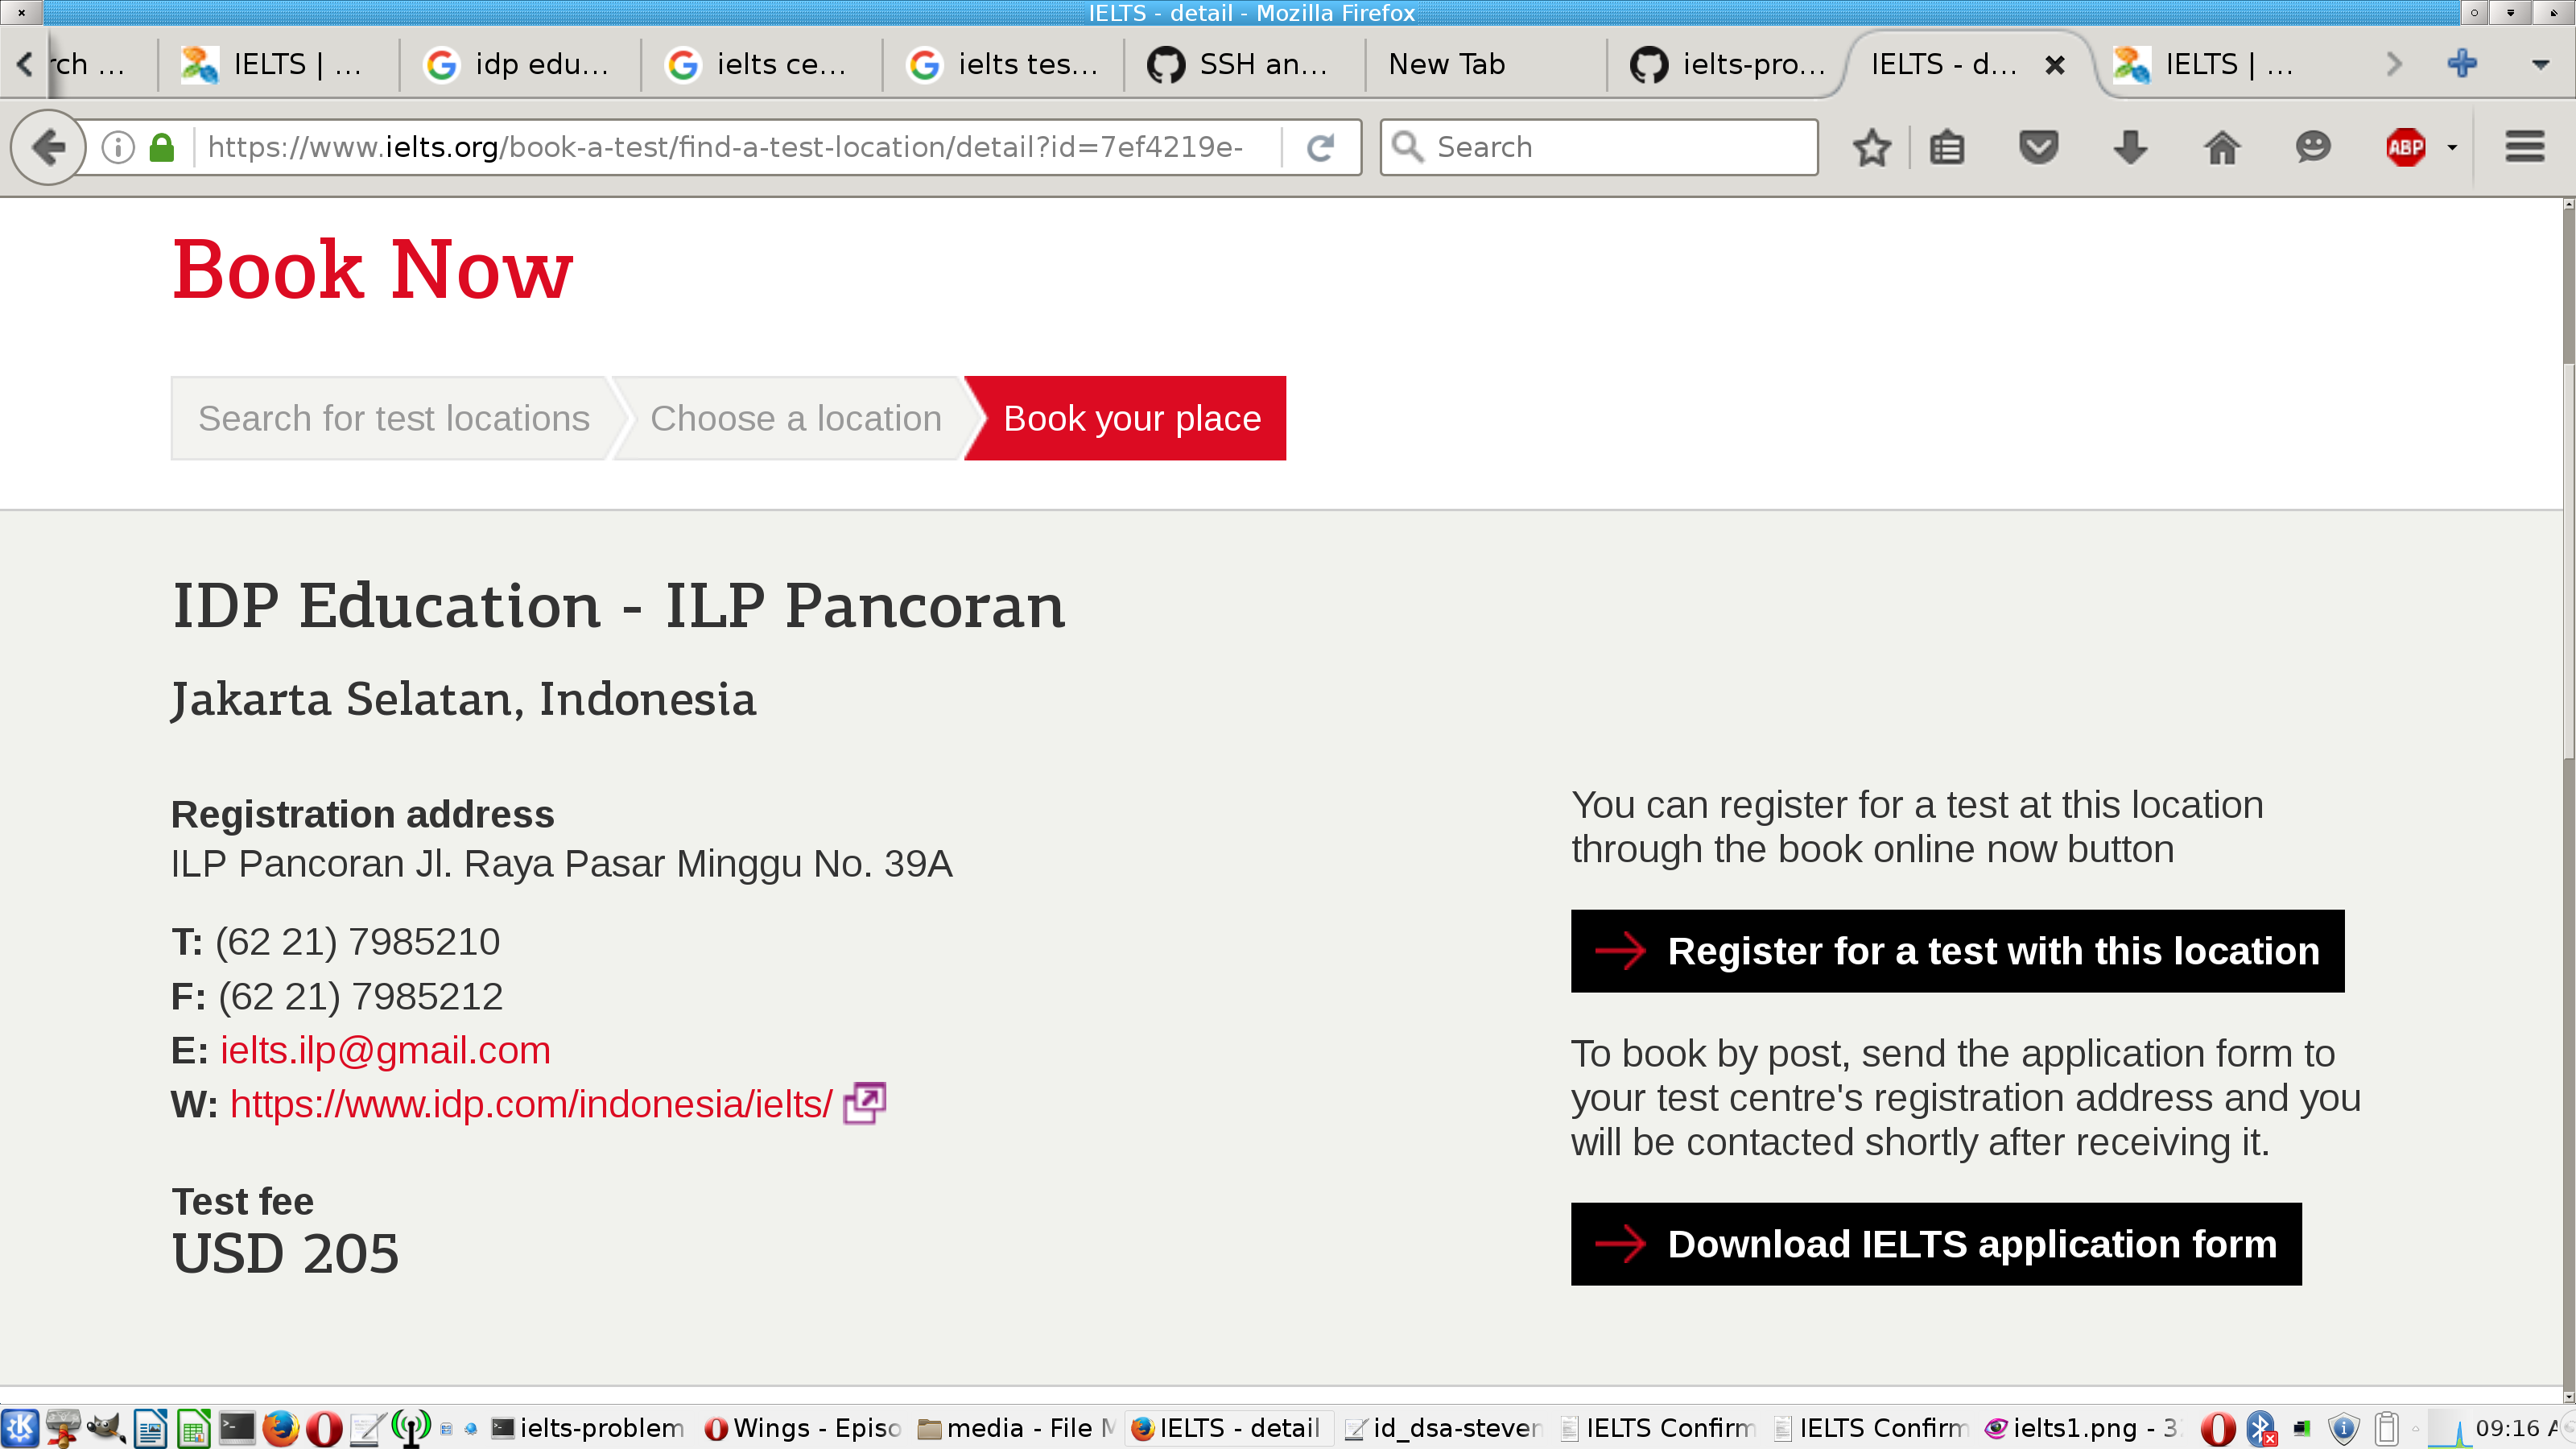 IELTS - detail - Mozilla Firefox
rch ...
IELTS | ...
idp edu...
ielts ce...
ielts tes...
SSH an...
New Tab
ielts-pro...
IELTS - d...
IELTS | ...
https://www.ielts.org/book-a-test/find-a-test-location/detail?id=7ef4219e-
Search
ABP
Book Now
Search for test locations
Choose a location
Book your place
IDP Education - ILP Pancoran
Jakarta Selatan, Indonesia
Registration address
ILP Pancoran Jl. Raya Pasar Minggu No. 39A
T: (62 21) 7985210
F: (62 21) 7985212
E: ielts.ilp@gmail.com
W: https://www.idp.com/indonesia/ielts/
Test fee
USD 205
You can register for a test at this location
through the book online now button
Register for a test with this location
To book by post, send the application form to
your test centre's registration address and you
will be contacted shortly after receiving it.
Download IELTS application form
ielts-problem
Wings - Episo
media - File M
IELTS - detail
id_dsa-steven
IELTS Confirm
IELTS Confirm
ielts1.png - 3
09:16 A